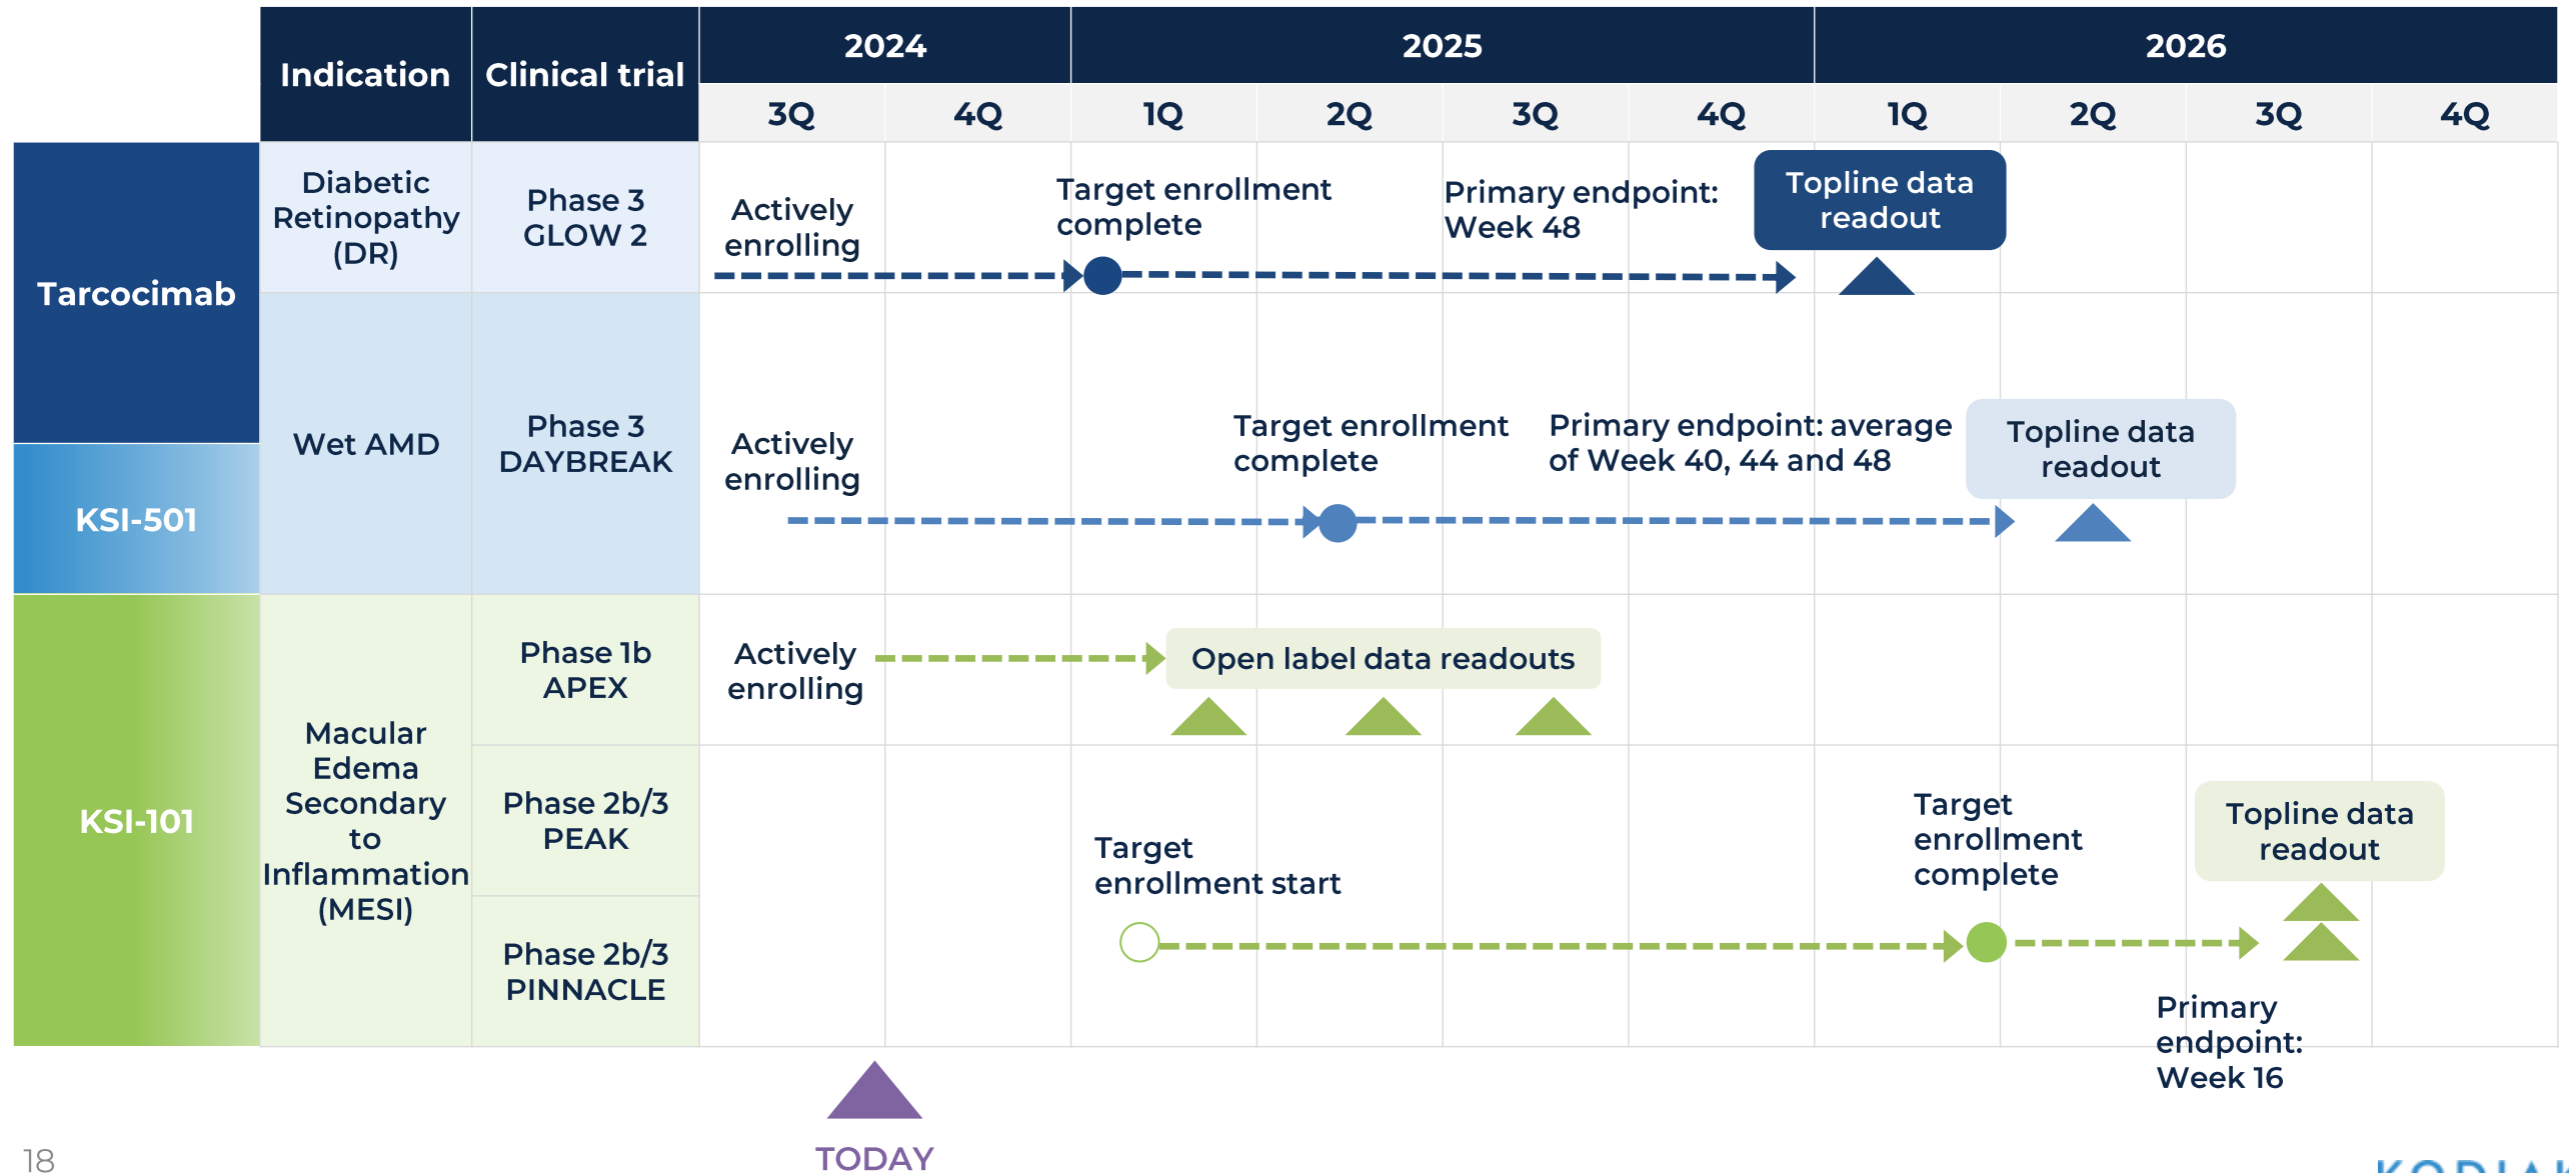 Indication
Clinical trial
2024
2025
2026
3Q
4Q
1Q
2Q
3Q
4Q
1Q
2Q
3Q
4Q
Tarcocimab
KSI-501
KSI-101
Diabetic
Retinopathy
(DR)
Phase 3
GLOW 2
Actively
enrolling
Target enrollment
complete
Primary endpoint:
Week 48
Topline data
readout
Wet AMD
Phase 3
DAYBREAK
Actively
enrolling
Target enrollment
complete
Primary endpoint: average
of Week 40, 44 and 48
Topline data
readout
Macular
Edema
Secondary
to
Inflammation
(MESI)
Phase 1b
APEX
Actively
enrolling
Open label data readouts
Phase 2b/3
PEAK
Phase 2b/3
PINNACLE
Target
enrollment start
Target
enrollment
complete
Topline data
readout
Primary
endpoint:
Week 16
TODAY
18
KODIAK